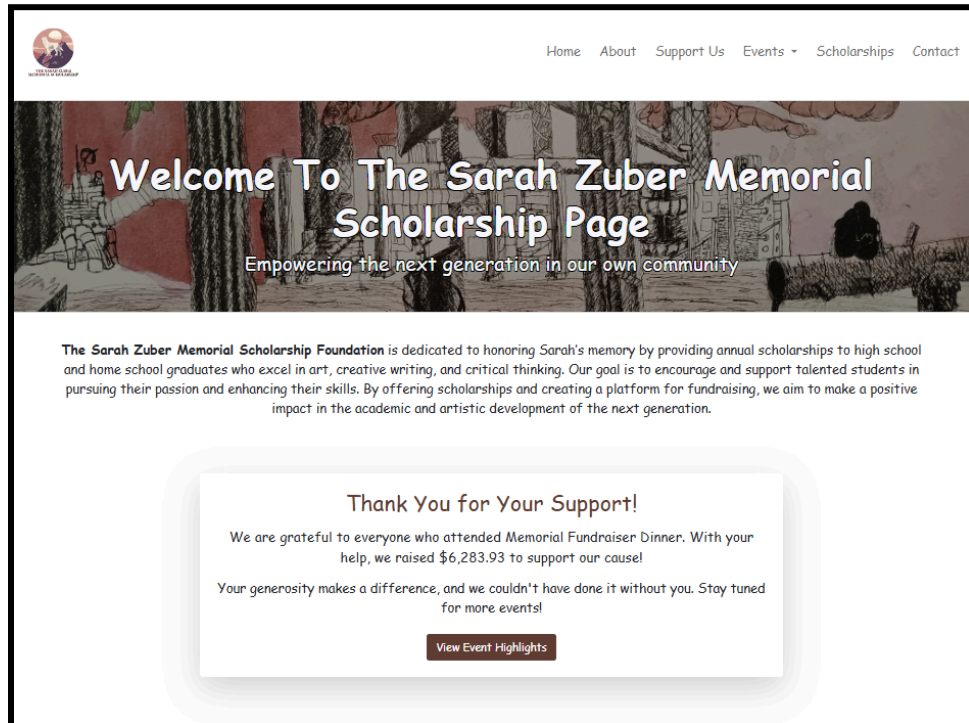 THE SARAH ZUBER
MEMORIAL SCHOLARSHIP
Home About Support Us Events Scholarships Contact
Welcome To The Sarah Zuber Memorial
Scholarship Page
Empowering the next generation in our own community
The Sarah Zuber Memorial Scholarship Foundation is dedicated to honoring Sarah's memory by providing annual scholarships to high school
and home school graduates who excel in art, creative writing, and critical thinking. Our goal is to encourage and support talented students in
pursuing their passion and enhancing their skills. By offering scholarships and creating a platform for fundraising, we aim to make a positive
impact in the academic and artistic development of the next generation.
Thank You for Your Support!
We are grateful to everyone who attended Memorial Fundraiser Dinner. With your
help, we raised $6,283.93 to support our cause!
Your generosity makes a difference, and we couldn't have done it without you. Stay tuned
for more events!
View Event Highlights